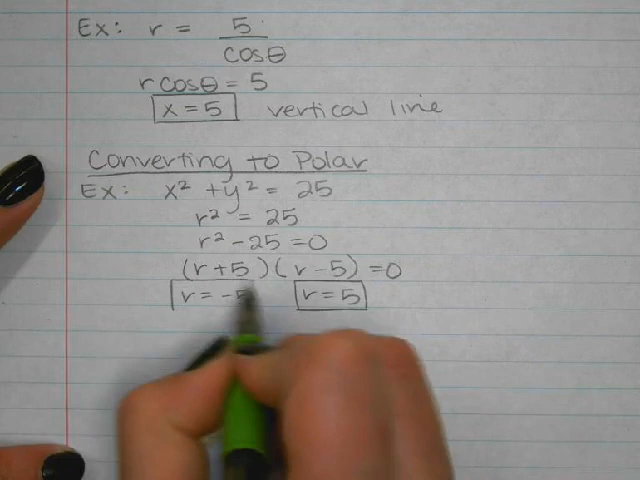 Ex: r = 5/cosθ
rcosθ = 5
x = 5 vertical line
Converting to Polar
Ex: x² + y² = 25
r² = 25
r² - 25 = 0
(r + 5)(r - 5) = 0
r = -5 r = 5